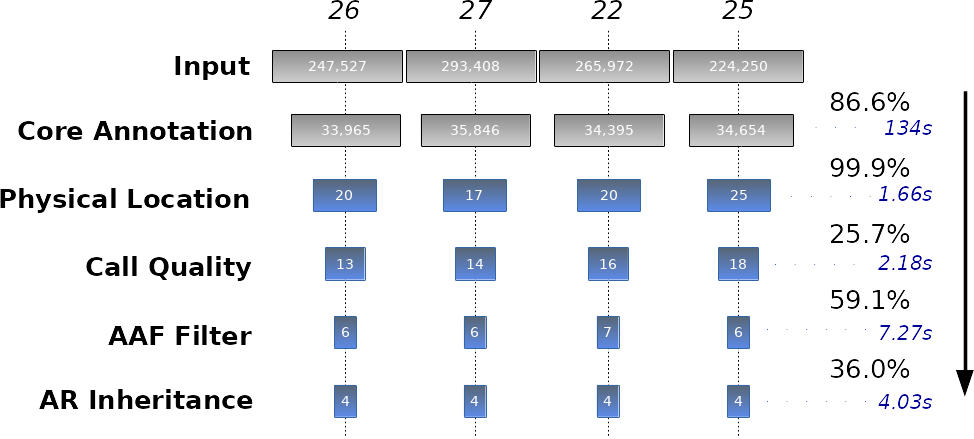 26 27 22 25
Input 247,527 293,408 265,972 224,250
86.6%
Core Annotation 33,965 35,846 34,395 34,654 134s
99.9%
Physical Location 20 17 20 25 1.66s
25.7%
Call Quality 13 14 16 18 2.18s
59.1%
AAF Filter 6 6 7 6 7.27s
36.0%
AR Inheritance 4 4 4 4 4.03s